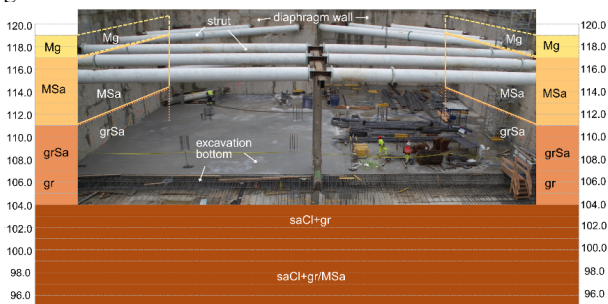 diaphragm wall
120.0
strut
120.0
Mg
Mg
118.0
Mg
Mg
118.0
116.0
116.0
MSa
MSa
MSa
MSa
114.0
114.0
112.0
112.0
grSa
grSa
110.0
110.0
grSa
excavation
bottom
grSa
108.0
108.0
gr
gr
106.0
106.0
104.0
104.0
saCl+gr
102.0
102.0
100.0
100.0
98.0
saCl+gr/MSa
98.0
96.0
96.0